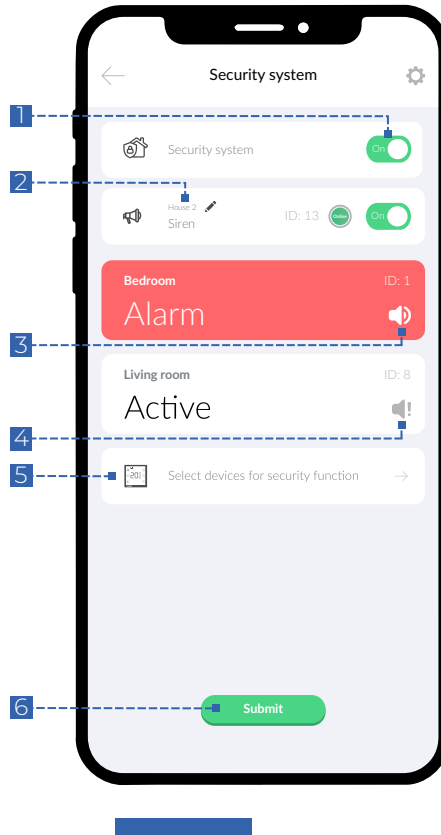 Security system
1
Security system
On
2
House 2
Siren
ID: 13
Online
On
Bedroom
ID: 1
Alarm
3
Living room
ID: 8
Active
!
4
5
20.1
Select devices for security function
6
Submit